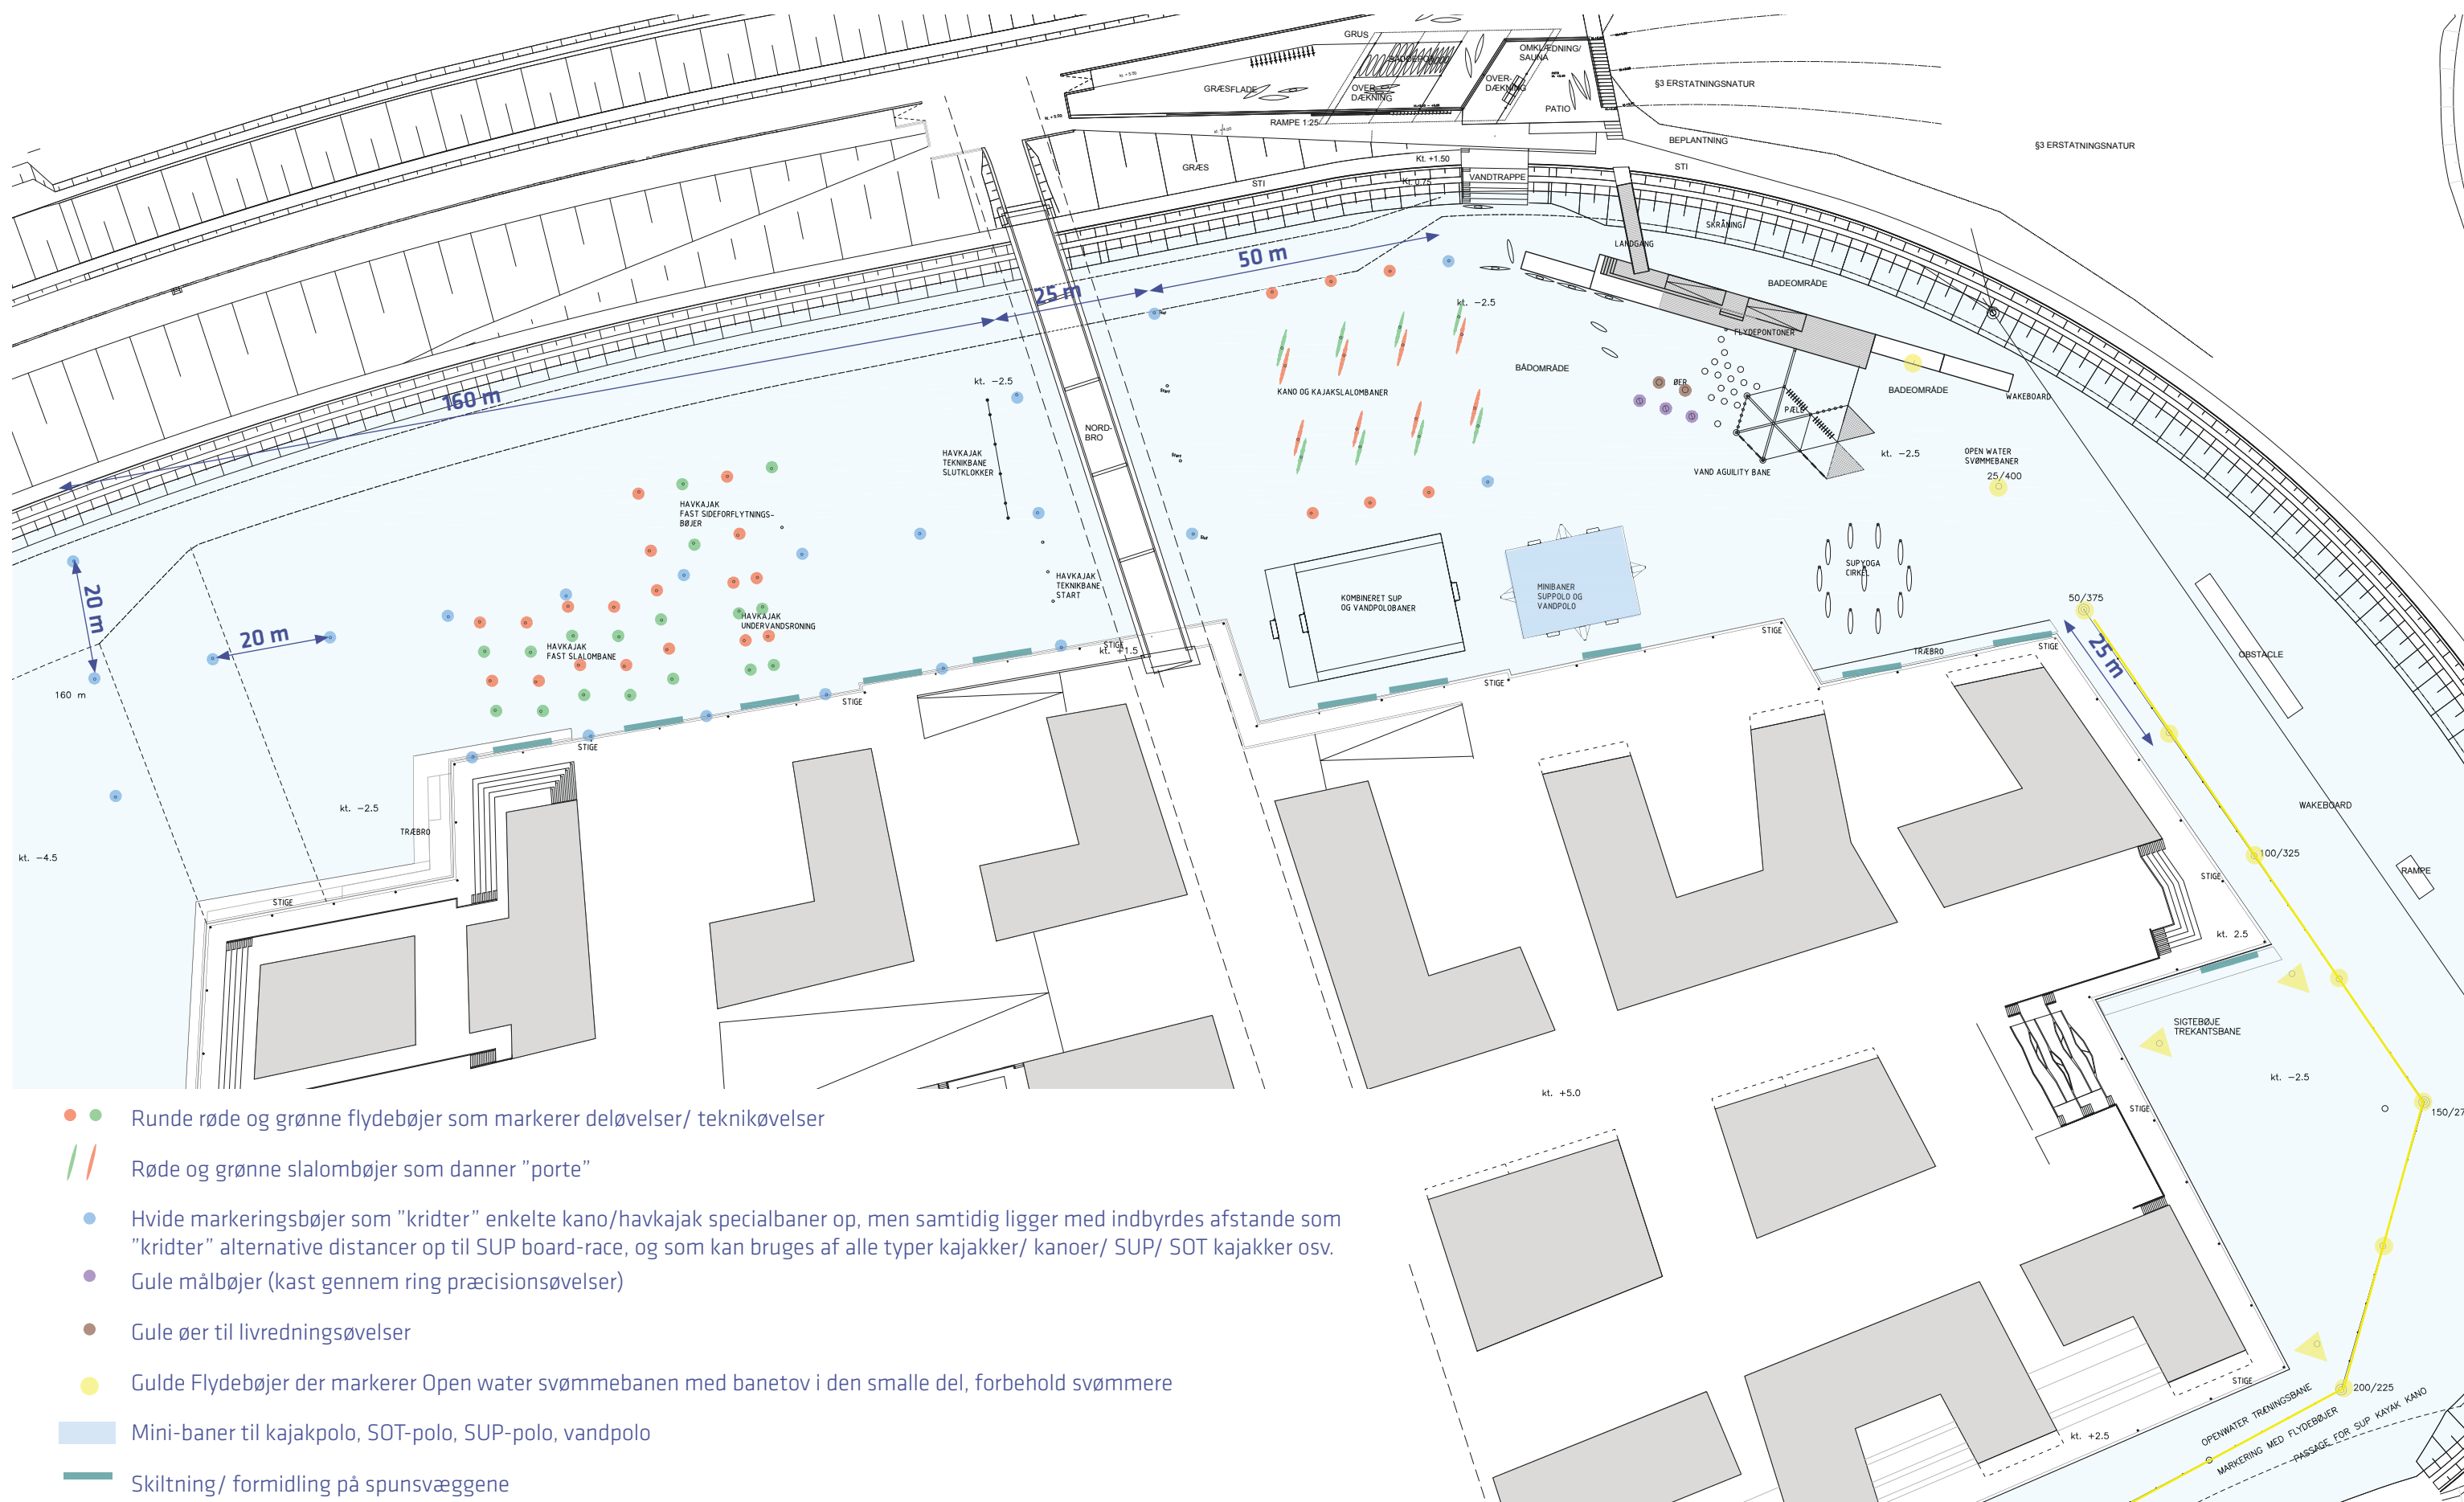 GRUS
OMKLÆDNING/
SAUNA
OVER-
DÆKNING
GRÆSFLADE
OVER-
DÆKNING
PATIO
RAMPE 1:25
§3 ERSTATNINGSNATUR
§3 ERSTATNINGSNATUR
BEPLANTNING
STI
GRÆS
STI
Kt. +1.50
Kt. 0.75
VANDTRAPPE
SKRÅNING
LANDGANG
BADEOMRÅDE
50 m
25 m
160 m
kt. -2.5
FLYDEPONTONER
BÅDOMRÅDE
ØER
PÆLE
BADEOMRÅDE
WAKEBOARD
kt. -2.5
KANO OG KAJAKSLALOMBANER
NORD-
BRO
HAVKAJAK
TEKNIKBANE
SLUTKLOKKER
VAND AGUILITY BANE
kt. -2.5
OPEN WATER
SVØMMEBANER
25/400
HAVKAJAK
FAST SIDEFORFLYTNINGS-
BØJER
HAVKAJAK
TEKNIKBANE
START
KOMBINERET SUP
OG VANDPOLOBANER
MINIBANER
SUPPOLO OG
VANDPOLO
SUPYOGA
CIRKEL
50/375
20 m
20 m
HAVKAJAK
UNDERVANDSRONING
HAVKAJAK
FAST SLALOMBANE
STIGE
kt. +1.5
STIGE
TRÆBRO
STIGE
25 m
OBSTACLE
160 m
STIGE
STIGE
STIGE
kt. -2.5
TRÆBRO
kt. -4.5
STIGE
WAKEBOARD
100/325
RAMPE
STIGE
kt. 2.5
SIGTEBØJE
TREKANTSBANE
kt. -2.5
kt. +5.0
STIGE
150/27
STIGE
200/225
kt. +2.5
OPENWATER TRÆNINGSBANE
MARKERING MED FLYDEBØJER
PASSAGE FOR SUP KAYAK KANO
Runde røde og grønne flydebøjer som markerer deløvelser/ teknikøvelser
Røde og grønne slalombøjer som danner ”porte”
Hvide markeringsbøjer som ”kridter” enkelte kano/havkajak specialbaner op, men samtidig ligger med indbyrdes afstande som
”kridter” alternative distancer op til SUP board-race, og som kan bruges af alle typer kajakker/ kanoer/ SUP/ SOT kajakker osv.
Gule målbøjer (kast gennem ring præcisionsøvelser)
Gule øer til livredningsøvelser
Gulde Flydebøjer der markerer Open water svømmebanen med banetov i den smalle del, forbehold svømmere
Mini-baner til kajakpolo, SOT-polo, SUP-polo, vandpolo
Skiltning/ formidling på spunsvæggene